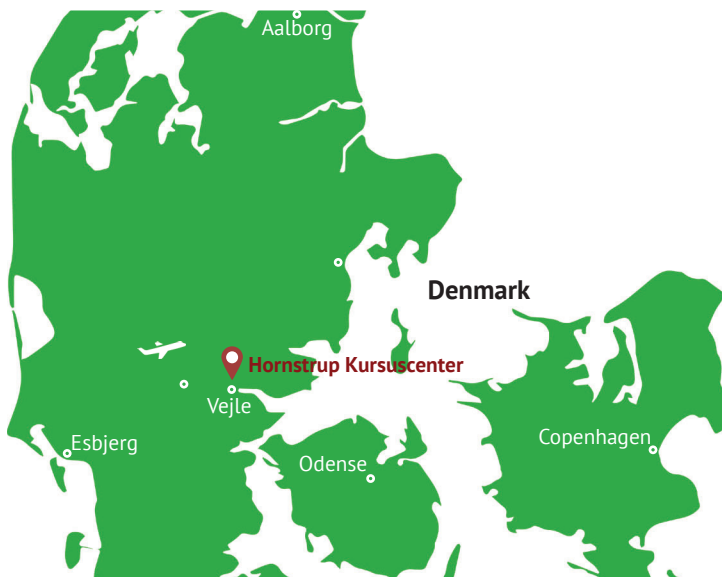 Aalborg
Denmark
Hornstrup Kursuscenter
Vejle
Esbjerg
Copenhagen
Odense